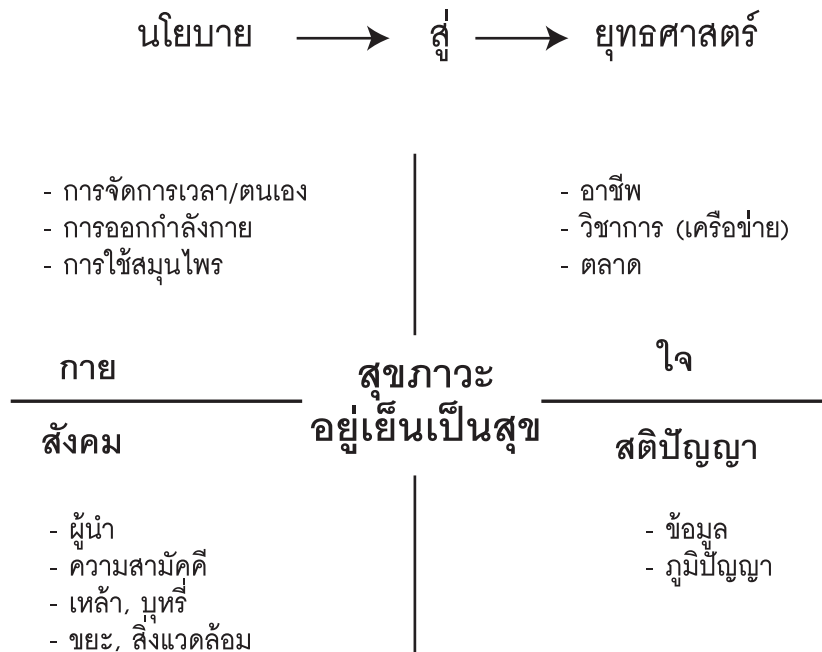 นโยบาย สู่ ยุทธศาสตร์
- การจัดการเวลา/ตนเอง
- การออกกำลังกาย
- การใช้สมุนไพร
- อาชีพ
- วิชาการ (เครือข่าย)
- ตลาด
กาย
ใจ
สุขภาวะ
อยู่เย็นเป็นสุข
สังคม
สติปัญญา
- ผู้นำ
- ความสามัคคี
- เหล้า, บุหรี่
- ขยะ, สิ่งแวดล้อม
- ข้อมูล
- ภูมิปัญญา